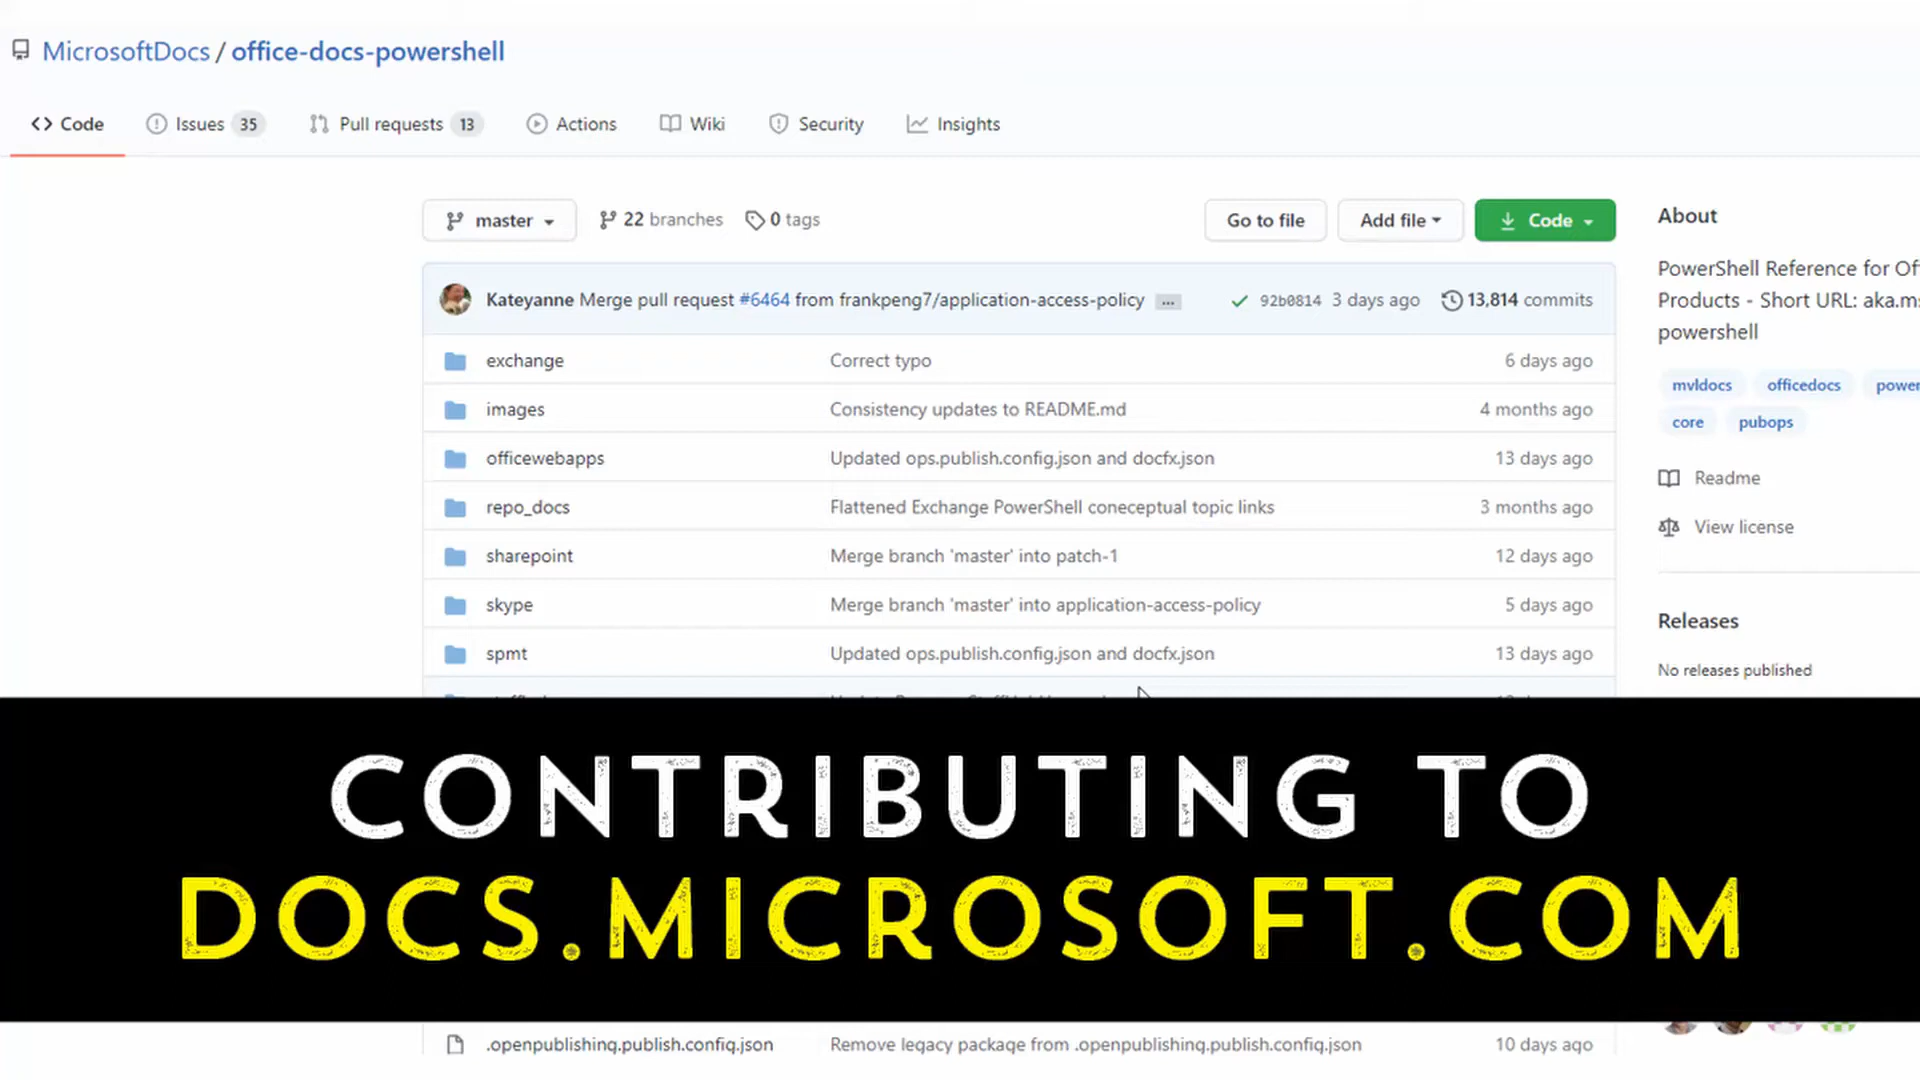 MicrosoftDocs / office-docs-powershell
Code Issues 35 Pull requests 13 Actions Wiki Security Insights
master 22 branches 0 tags Go to file Add file Code
Kateyanne Merge pull request #6464 from frankpeng7/application-access-policy ... 92b0814 3 days ago 13,814 commits
exchange Correct typo 6 days ago
images Consistency updates to README.md 4 months ago
officewebapps Updated ops.publish.config.json and docfx.json 13 days ago
repo_docs Flattened Exchange PowerShell coneceptual topic links 3 months ago
sharepoint Merge branch 'master' into patch-1 12 days ago
skype Merge branch 'master' into application-access-policy 5 days ago
spmt Updated ops.publish.config.json and docfx.json 13 days ago
About
PowerShell Reference for Of
Products - Short URL: aka.ms
powershell
mvldocs officedocs power
core pubops
Readme
View license
Releases
No releases published
CONTRIBUTING TO
DOCS.MICROSOFT.COM
.openpublishing.publish.config.json Remove legacy package from .openpublishing.publish.config.json 10 days ago